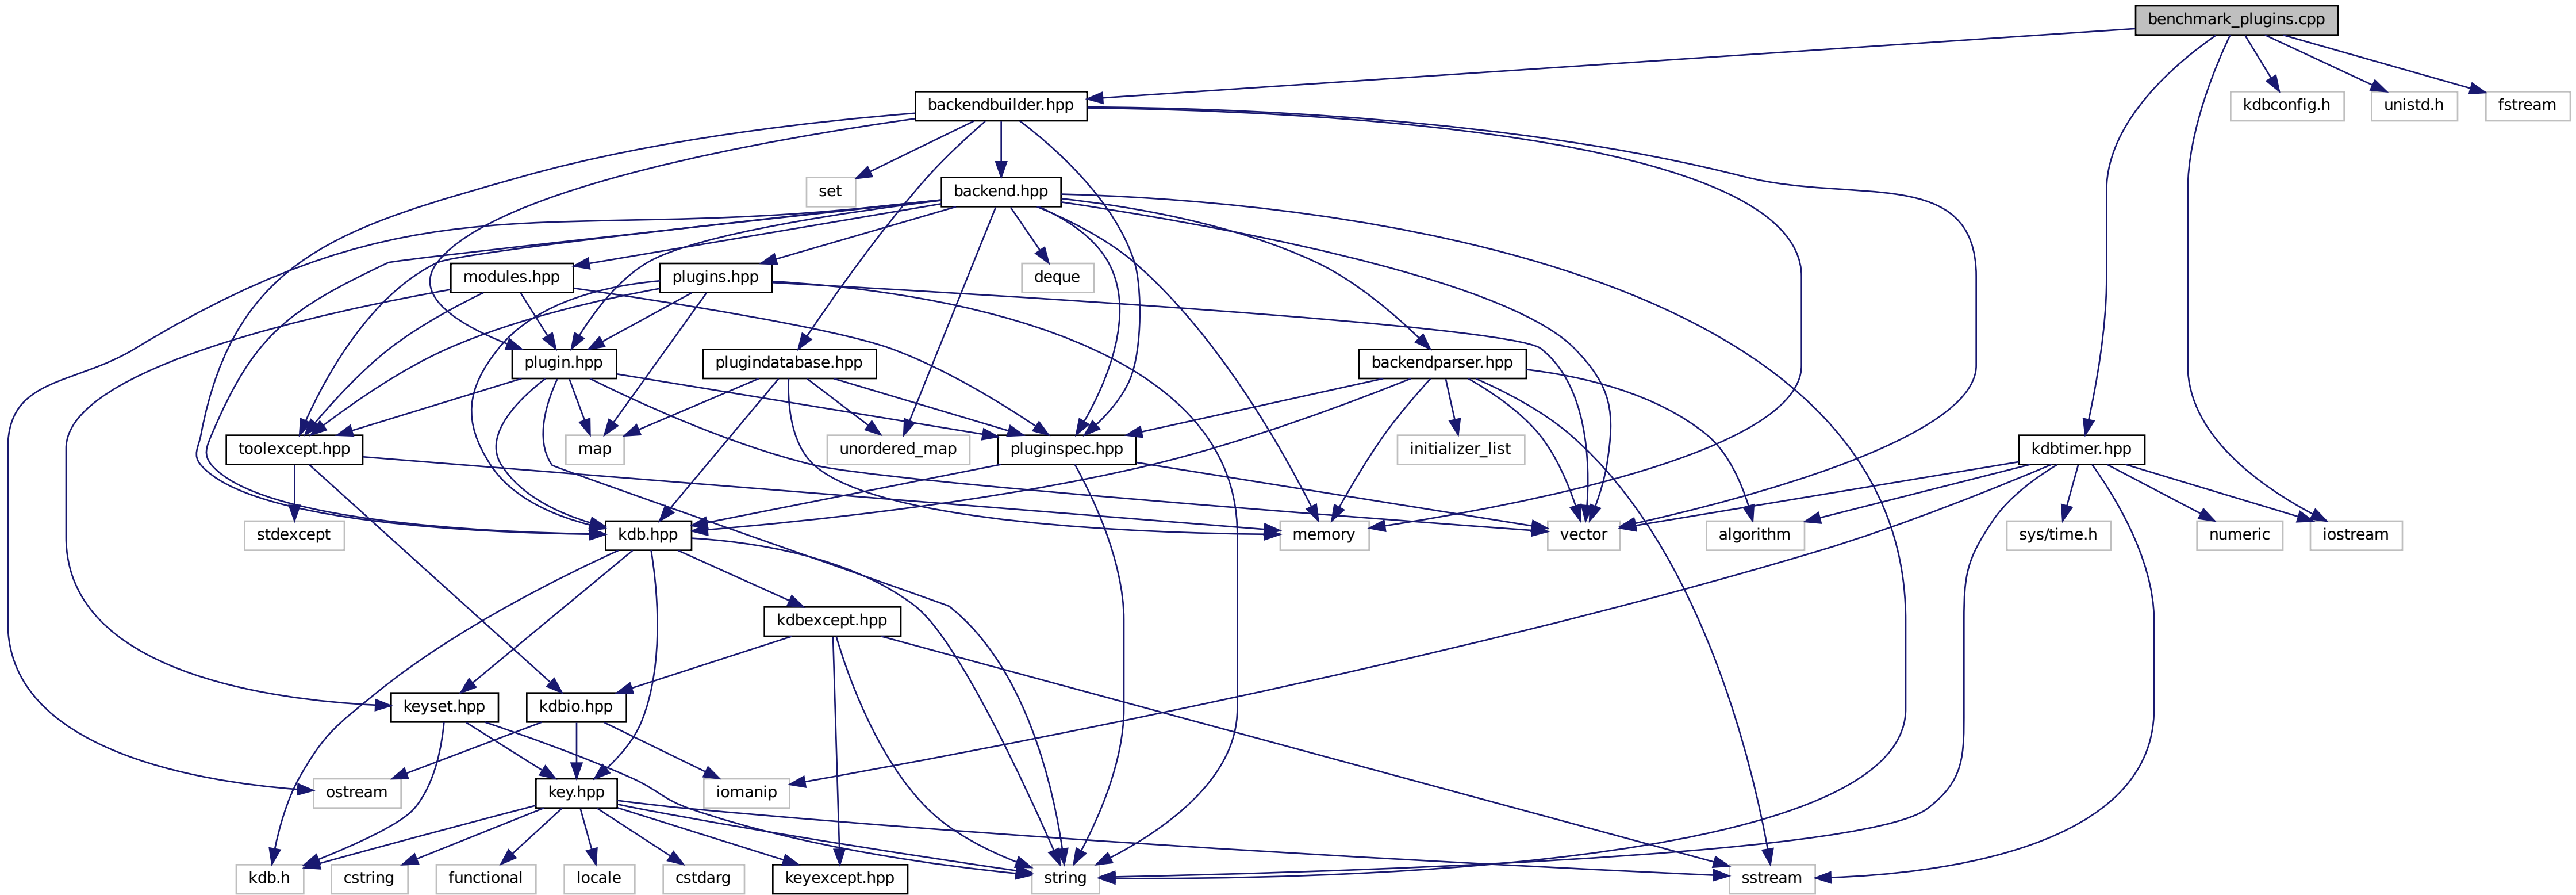 benchmark_plugins.cpp
backendbuilder.hpp
kdbconfig.h
unistd.h
fstream
set
backend.hpp
modules.hpp
plugins.hpp
deque
plugin.hpp
plugindatabase.hpp
backendparser.hpp
toolexcept.hpp
map
unordered_map
pluginspec.hpp
initializer_list
kdbtimer.hpp
stdexcept
kdb.hpp
memory
vector
algorithm
sys/time.h
numeric
iostream
kdbexcept.hpp
keyset.hpp
kdbio.hpp
ostream
key.hpp
iomanip
kdb.h
cstring
functional
locale
cstdarg
keyexcept.hpp
string
sstream